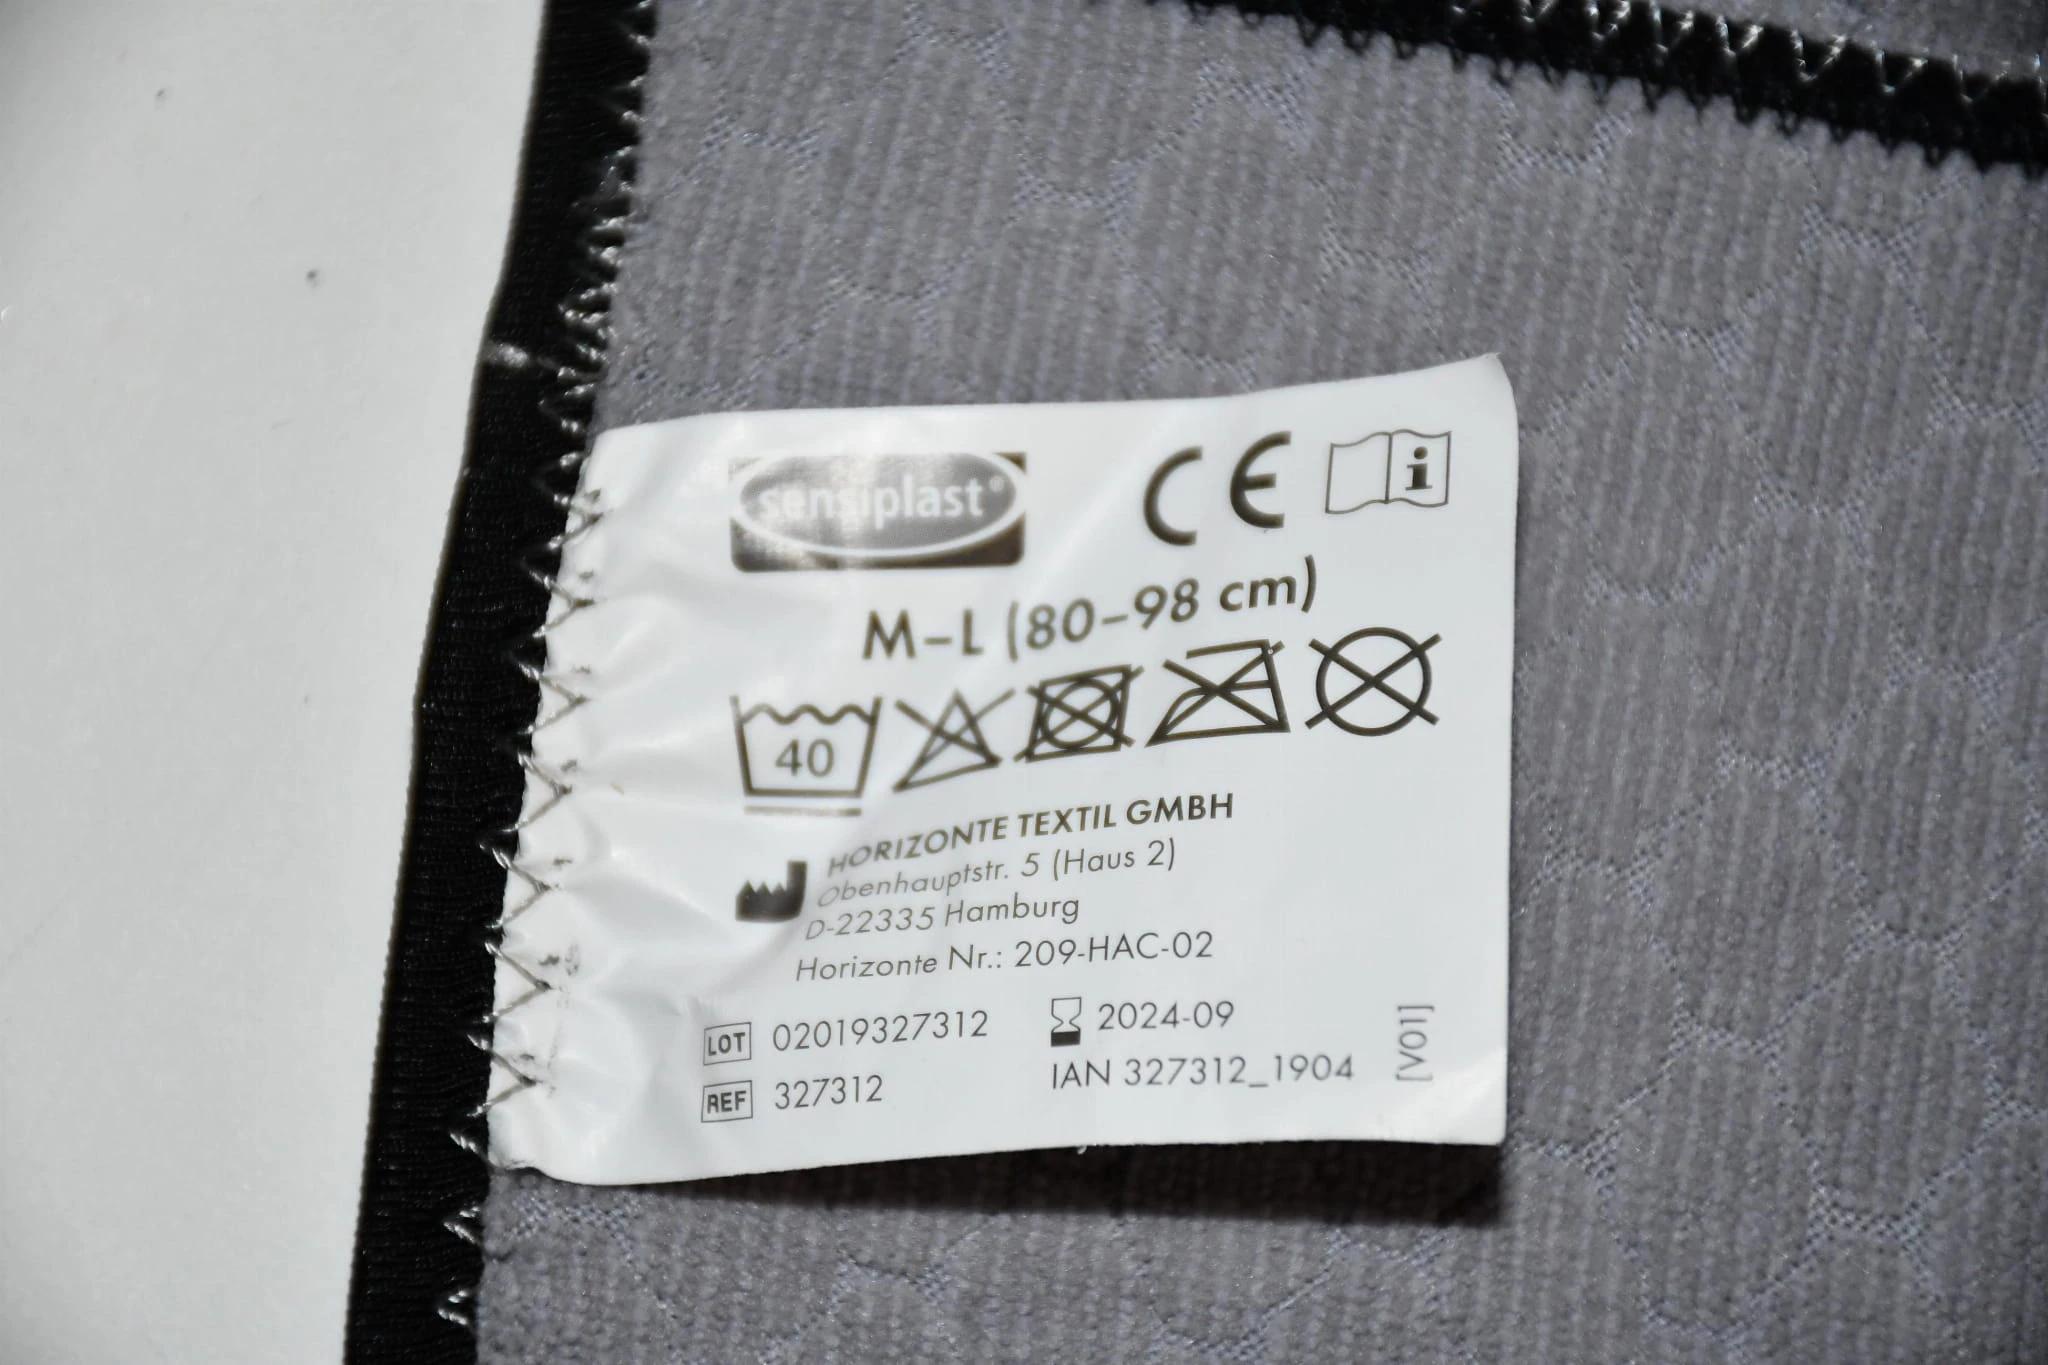 sensiplast®
CE
i
M–L (80–98 cm)
40
HORIZONTE TEXTIL GMBH
Obenhauptstr. 5 (Haus 2)
D-22335 Hamburg
Horizonte Nr.: 209-HAC-02
LOT 02019327312
2024-09
REF 327312
IAN 327312_1904
[V01]